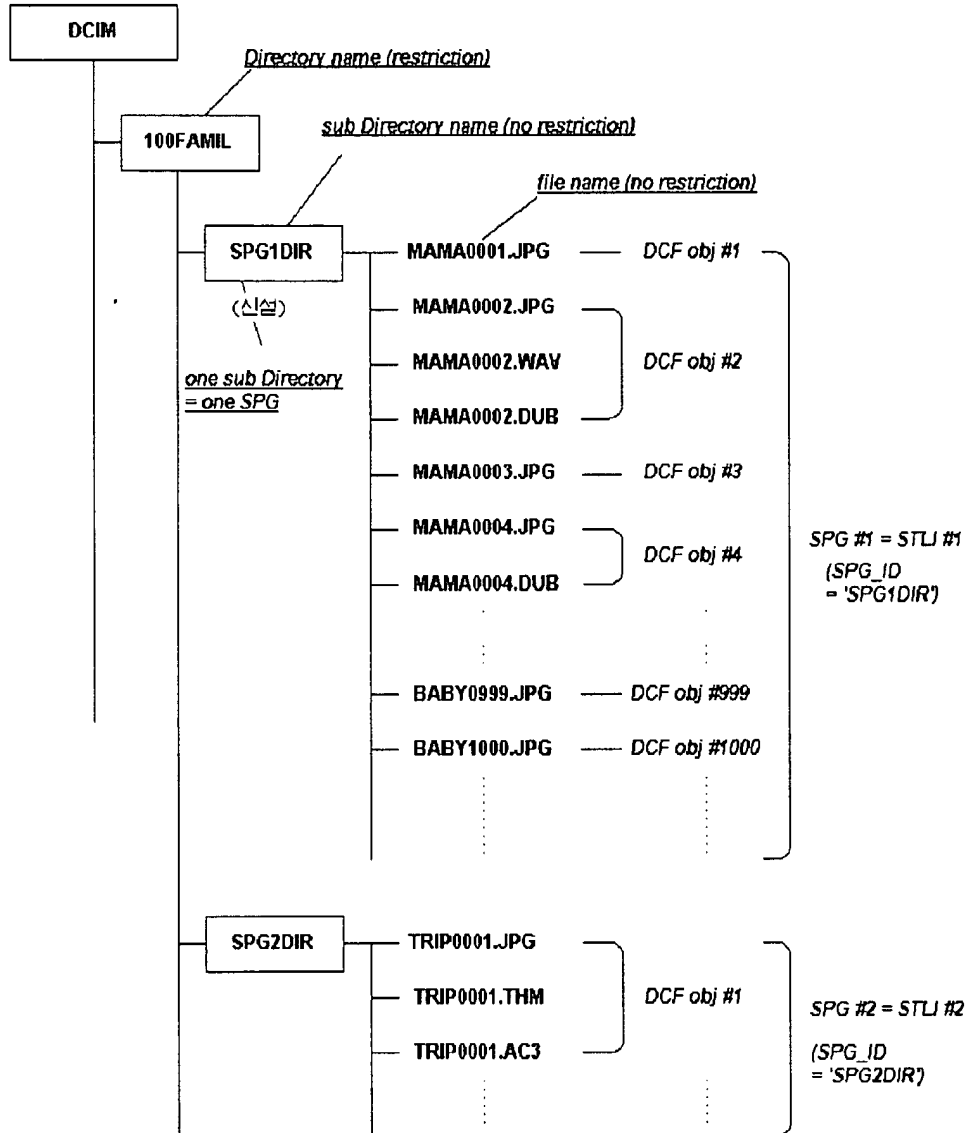 DCIM
Directory name (restriction)
100FAMIL
sub Directory name (no restriction)
file name (no restriction)
SPG1DIR
(신설)
one sub Directory
= one SPG
MAMA0001.JPG
DCF obj #1
MAMA0002.JPG
MAMA0002.WAV
DCF obj #2
MAMA0002.DUB
MAMA0003.JPG
DCF obj #3
MAMA0004.JPG
DCF obj #4
MAMA0004.DUB
BABY0999.JPG
DCF obj #999
BABY1000.JPG
DCF obj #1000
SPG #1 = STLI #1
(SPG_ID
= 'SPG1DIR')
SPG2DIR
TRIP0001.JPG
TRIP0001.THM
DCF obj #1
TRIP0001.AC3
SPG #2 = STLI #2
(SPG_ID
= 'SPG2DIR')